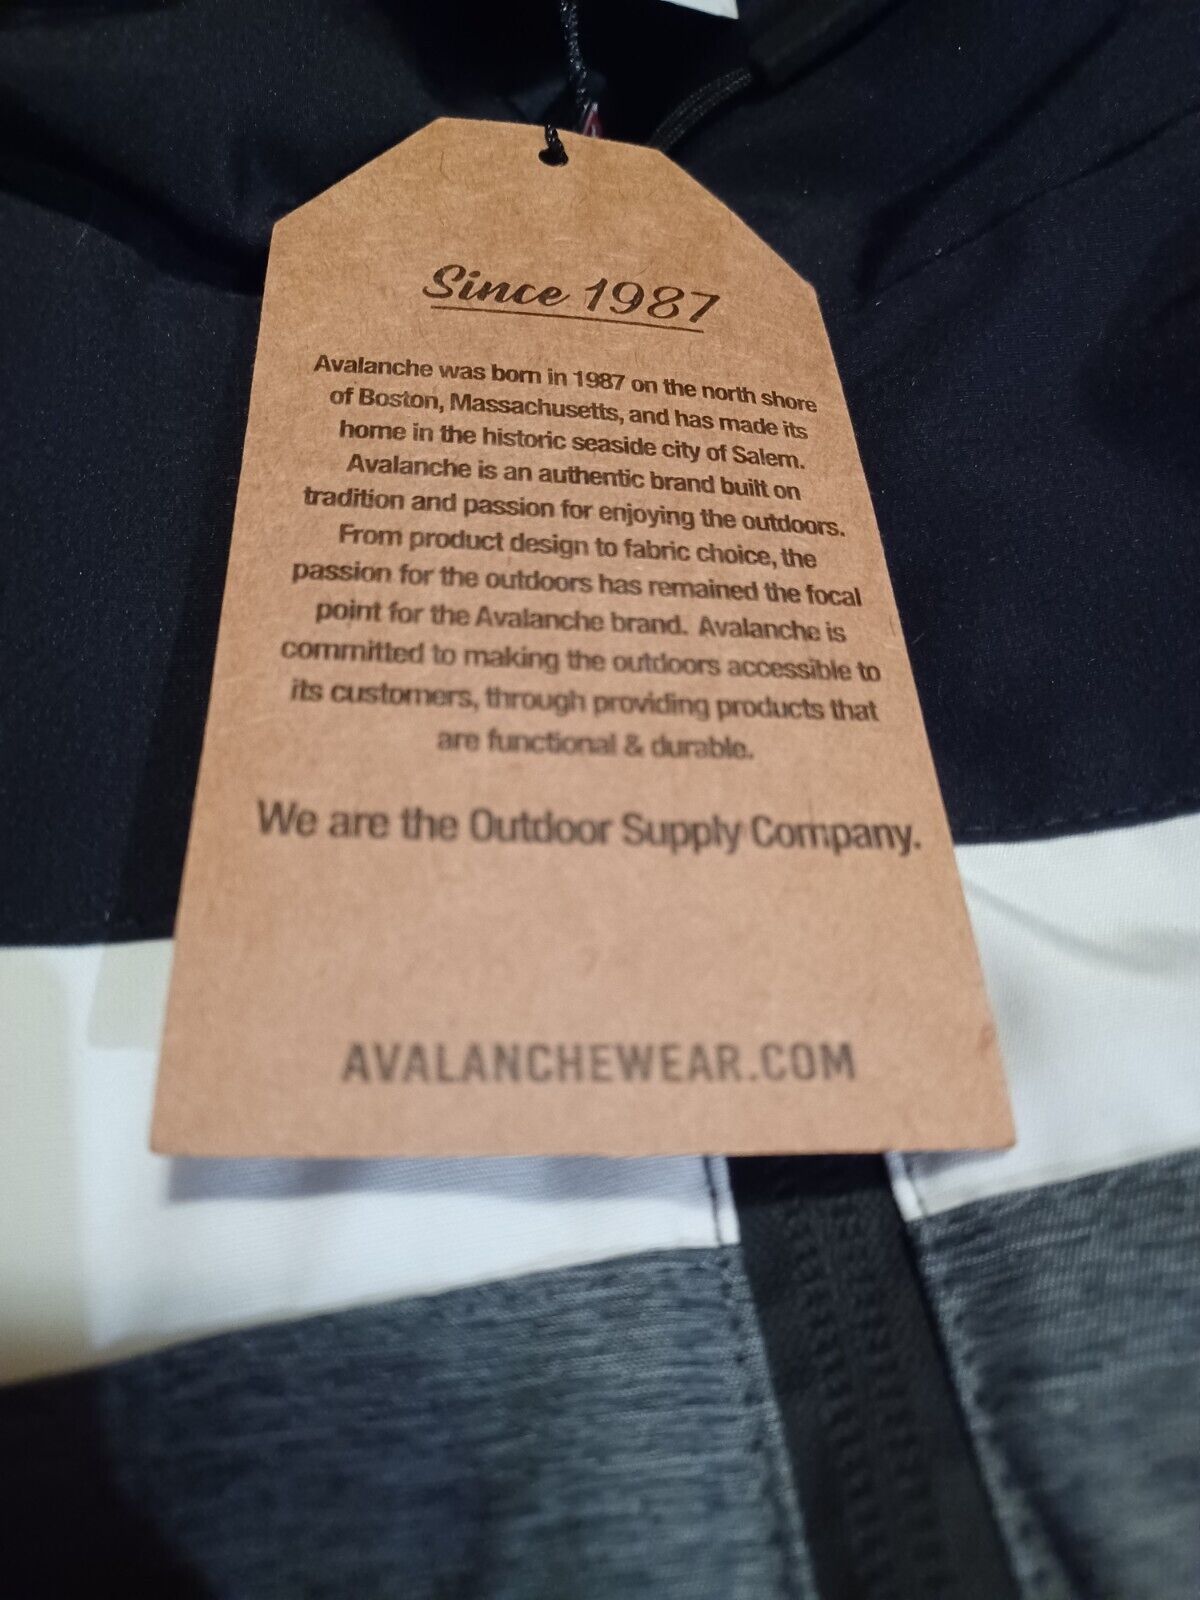 Since 1987
Avalanche was born in 1987 on the north shore
of Boston, Massachusetts, and has made its
home in the historic seaside city of Salem.
Avalanche is an authentic brand built on
tradition and passion for enjoying the outdoors.
From product design to fabric choice, the
passion for the outdoors has remained the focal
point for the Avalanche brand. Avalanche is
committed to making the outdoors accessible to
its customers, through providing products that
are functional & durable.
We are the Outdoor Supply Company.
AVALANCHEWEAR.COM